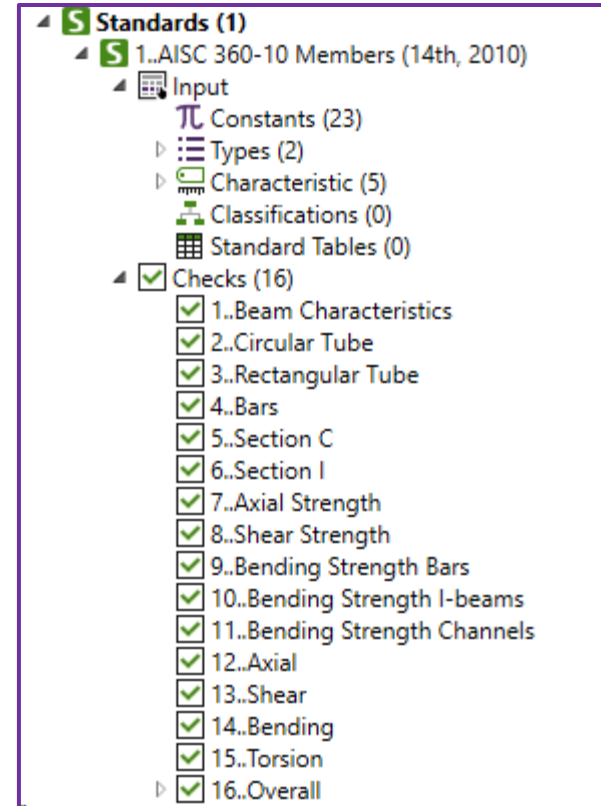 S Standards (1)
S 1..AISC 360-10 Members (14th, 2010)
Input
π Constants (23)
Types (2)
Characteristic (5)
Classifications (0)
Standard Tables (0)
Checks (16)
1..Beam Characteristics
2..Circular Tube
3..Rectangular Tube
4..Bars
5..Section C
6..Section I
7..Axial Strength
8..Shear Strength
9..Bending Strength Bars
10..Bending Strength I-beams
11..Bending Strength Channels
12..Axial
13..Shear
14..Bending
15..Torsion
16..Overall